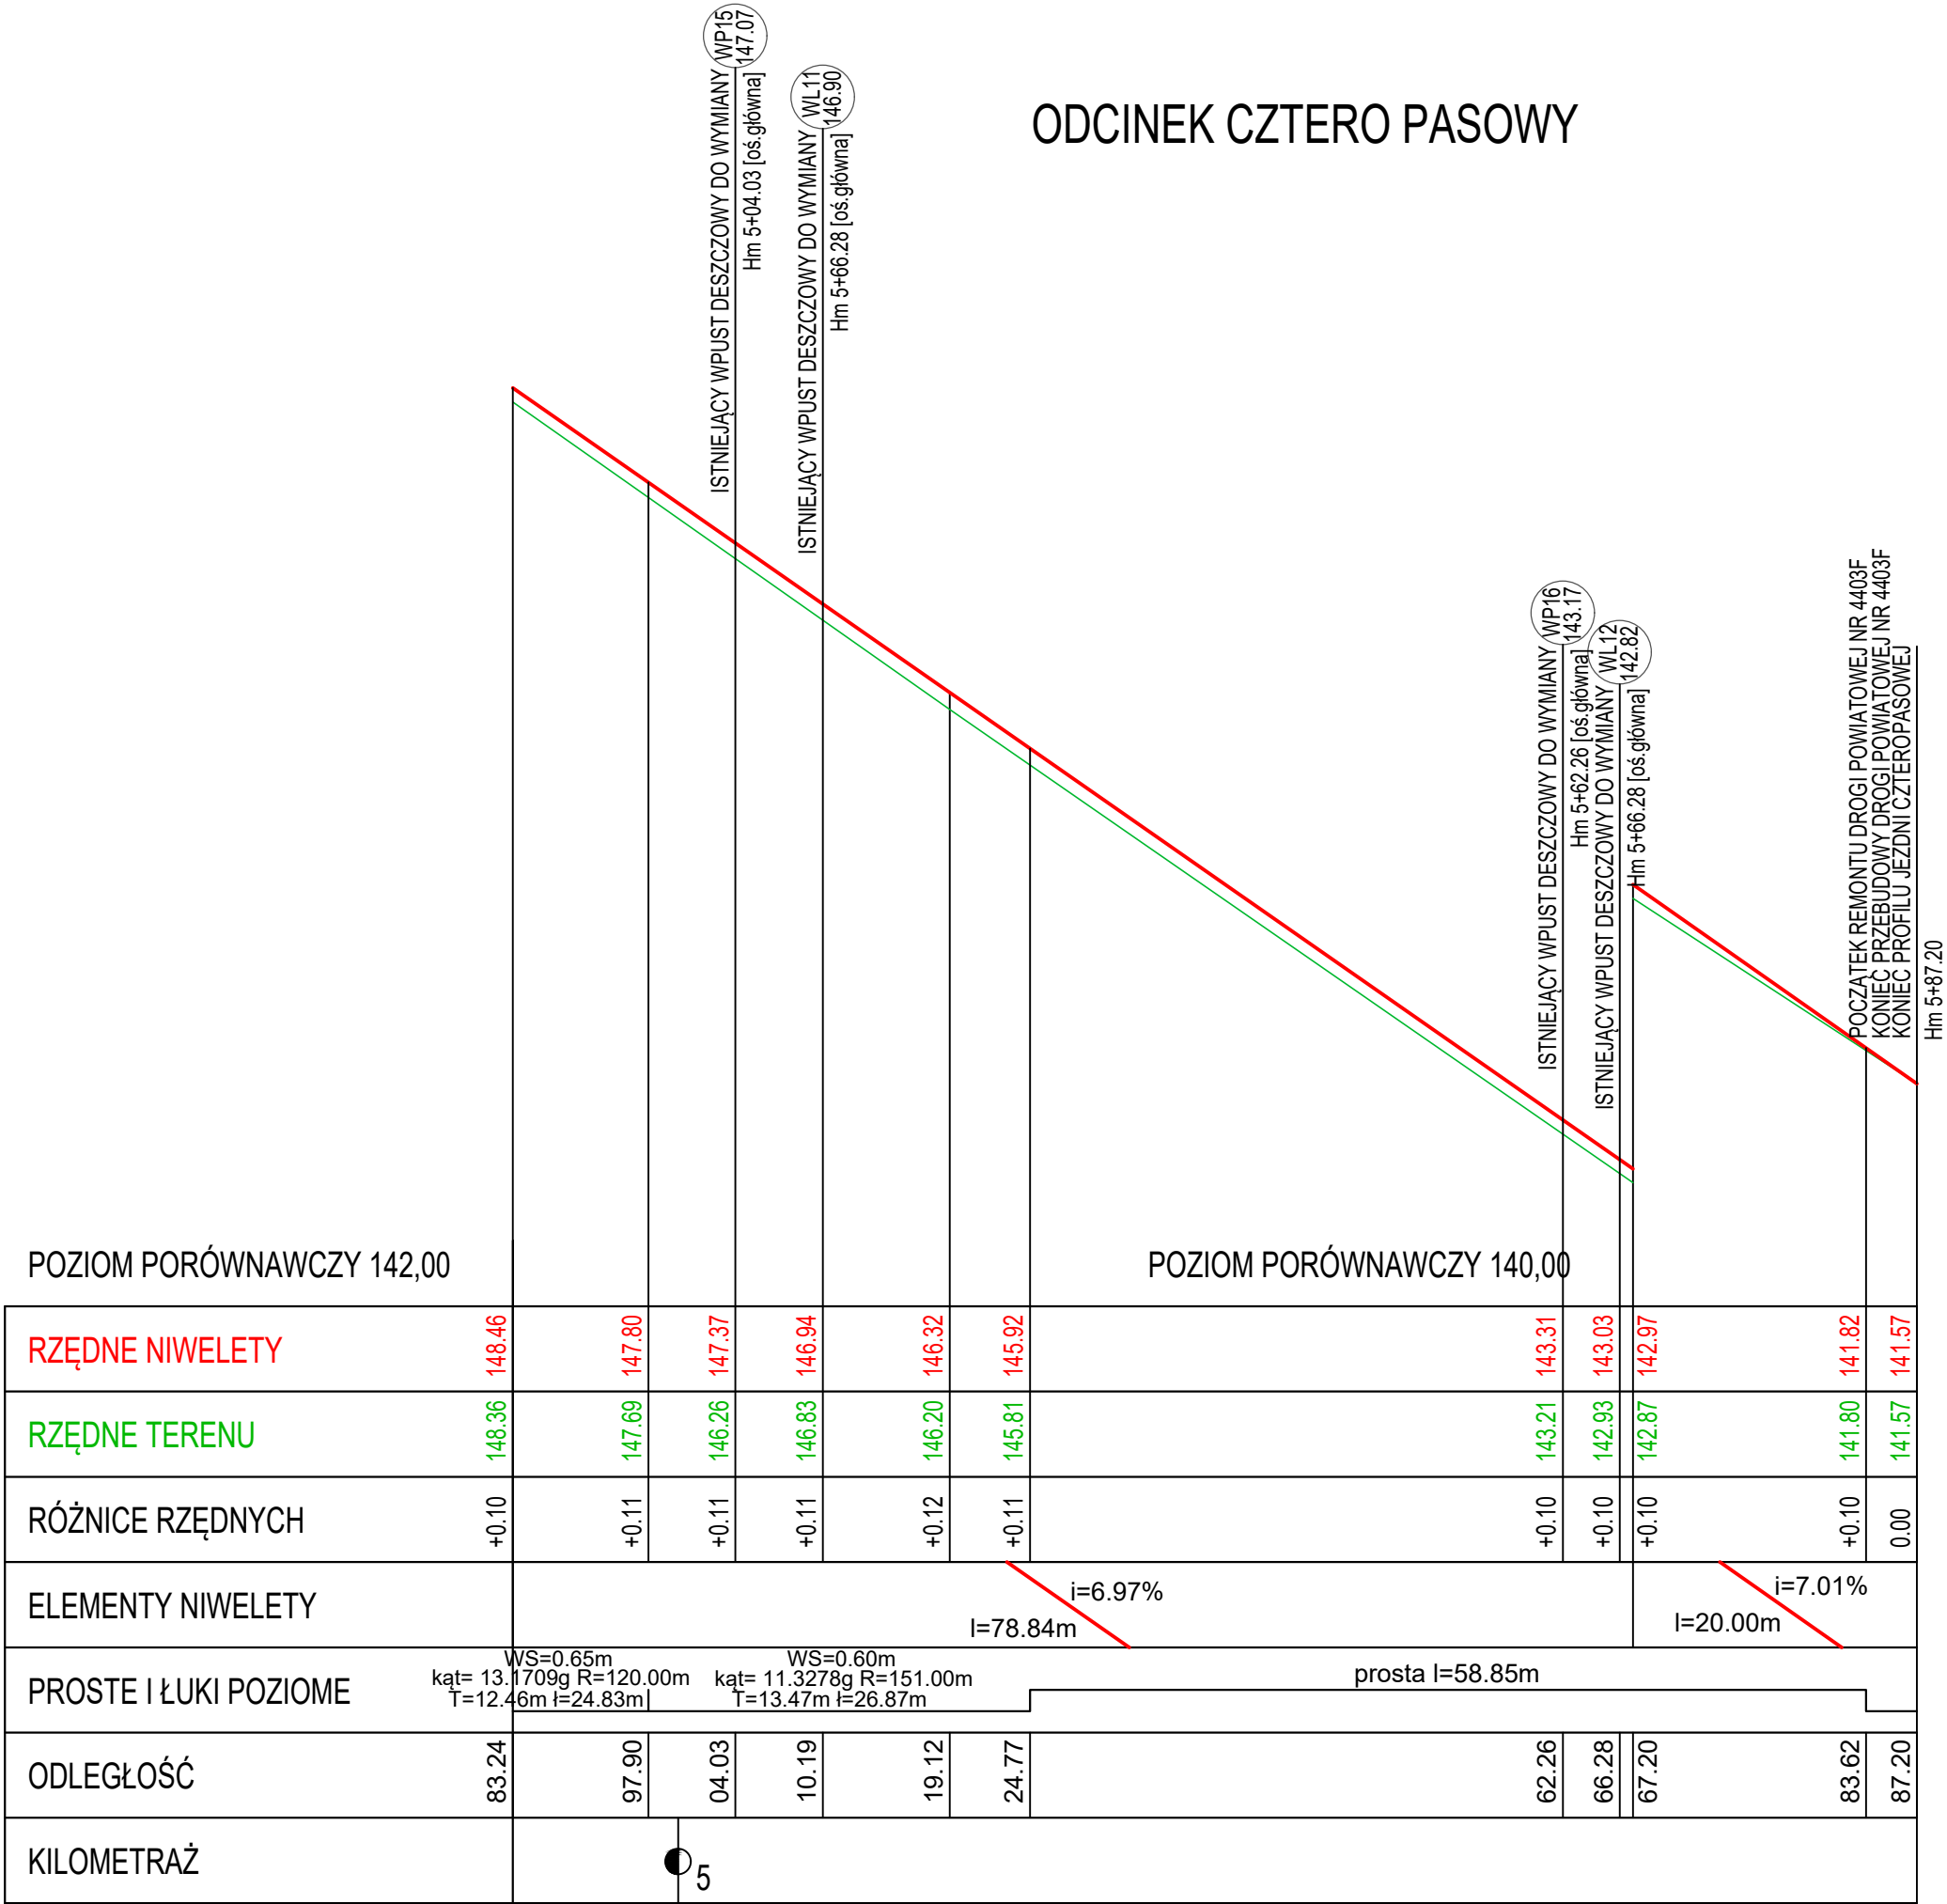 ODCINEK CZTERO PASOWY
ISTNIEJĄCY WPUST DESZCZOWY DO WYMIANY
WP15
147.07
Hm 5+04.03 [oś.główna]
ISTNIEJĄCY WPUST DESZCZOWY DO WYMIANY
WL11
146.90
Hm 5+66.28 [oś.główna]
ISTNIEJĄCY WPUST DESZCZOWY DO WYMIANY
WP16
143.17
Hm 5+62.26 [oś.główna]
ISTNIEJĄCY WPUST DESZCZOWY DO WYMIANY
WL12
142.82
Hm 5+66.28 [oś.główna]
POCZĄTEK REMONTU DROGI POWIATOWEJ NR 4403F
KONIEC PRZEBUDOWY DROGI POWIATOWEJ NR 4403F
KONIEC PROFILU JEZDNI CZTEROPASOWEJ
Hm 5+87.20
POZIOM PORÓWNAWCZY 142,00
POZIOM PORÓWNAWCZY 140,00
RZĘDNE NIWELETY 148.46 147.80 147.37 146.94 146.32 145.92 143.31 143.03 142.97 141.82 141.57
RZĘDNE TERENU 148.36 147.69 146.26 146.83 146.20 145.81 143.21 142.93 142.87 141.80 141.57
RÓŻNICE RZĘDNYCH +0.10 +0.11 +0.11 +0.11 +0.12 +0.11 +0.10 +0.10 +0.10 +0.10 0.00
ELEMENTY NIWELETY
i=6.97%
l=78.84m
i=7.01%
l=20.00m
PROSTE I ŁUKI POZIOME
WS=0.65m
kąt= 13.1709g R=120.00m
T=12.46m ł=24.83m
WS=0.60m
kąt= 11.3278g R=151.00m
T=13.47m ł=26.87m
prosta l=58.85m
ODLEGŁOŚĆ 83.24 97.90 04.03 10.19 19.12 24.77 62.26 66.28 67.20 83.62 87.20
KILOMETRAŻ 5